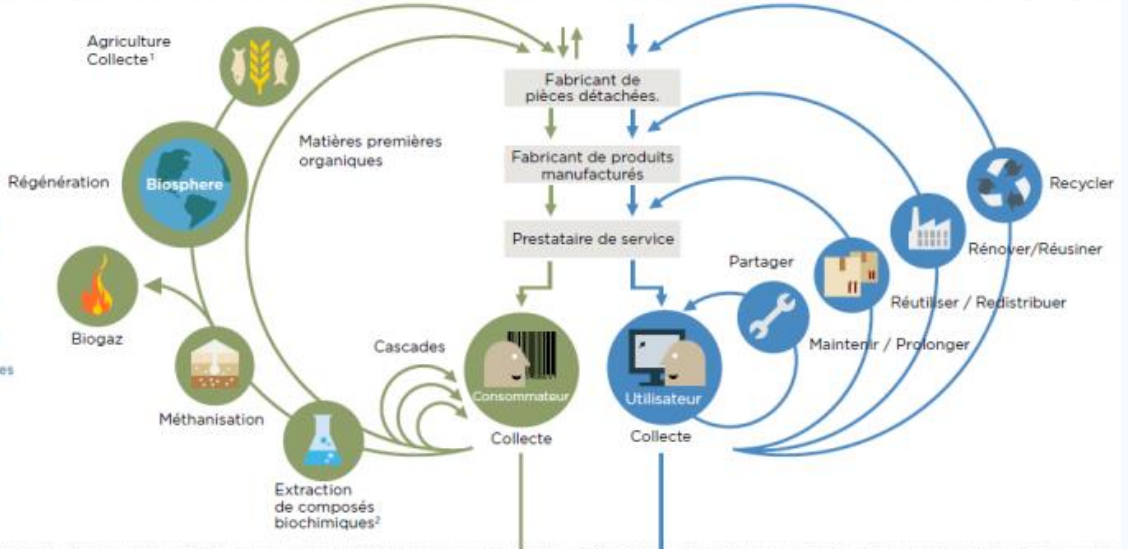 Agriculture
Collecte¹
Fabricant de
pièces détachées.
Matières premières
organiques
Fabricant de produits
manufacturés
Régénération
Biosphere
Recycler
Prestataire de service
Rénover/Réusiner
Partager
Réutiliser / Redistribuer
Biogaz
Cascades
Maintenir / Prolonger
es
Consommateur
Utilisateur
Méthanisation
Collecte
Collecte
Extraction
de composés
biochimiques²